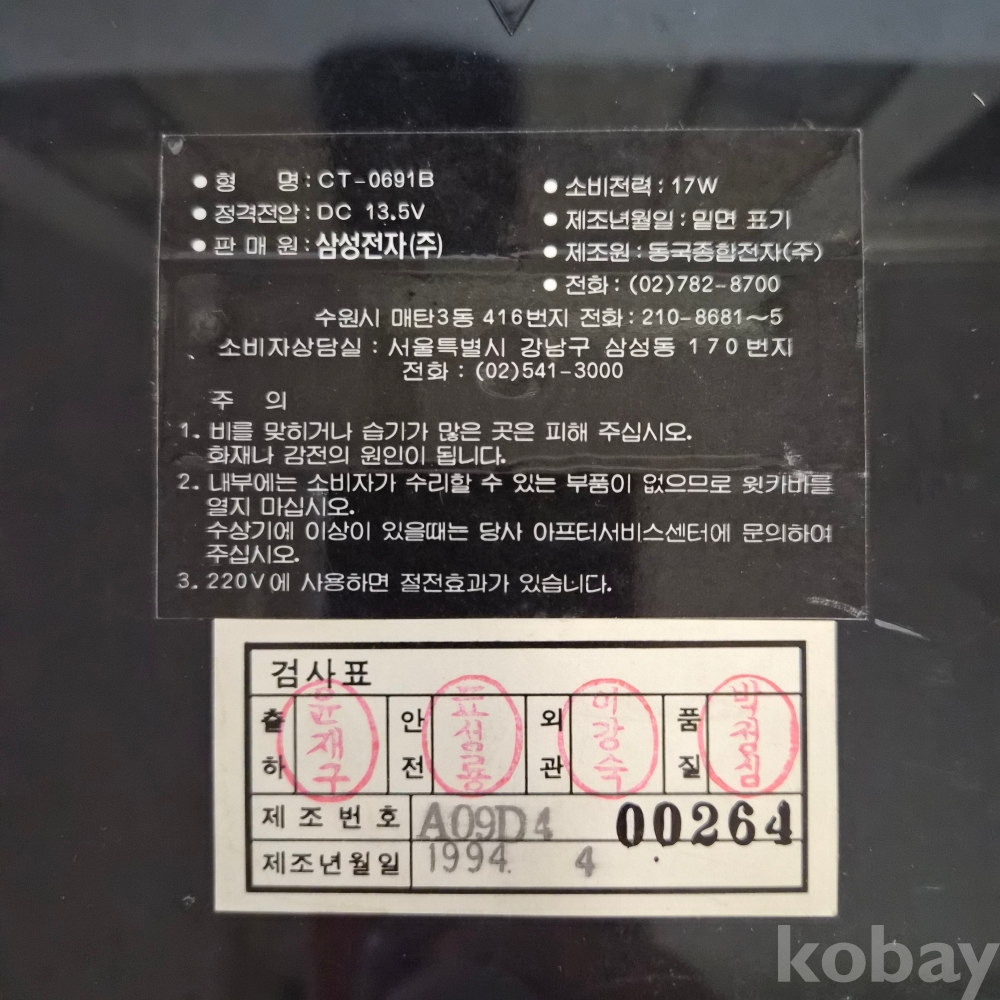 ● 형 명 : CT-0691B
● 정격전압 : DC 13.5V
● 판 매 원 : 삼성전자(주)
● 소비전력 : 17W
● 제조년월일 : 밑면 표기
● 제조원 : 동국종합전자(주)
● 전화 : (02)782-8700
수원시 매탄3동 416번지 전화 : 210-8681~5
소비자상담실 : 서울특별시 강남구 삼성동 170번지
전화 : (02)541-3000
주 의
1. 비를 맞히거나 습기가 많은 곳은 피해 주십시오.
화재나 감전의 원인이 됩니다.
2. 내부에는 소비자가 수리할 수 있는 부품이 없으므로 윗카바를
열지 마십시오.
수상기에 이상이 있을때는 당사 아프터서비스센터에 문의하여
주십시오.
3. 220V에 사용하면 절전효과가 있습니다.
검사표
출하 윤재구 안전 외관 이강숙 품질
제 조 번 호 A09D4 00264
제조년월일 1994. 4
kobay